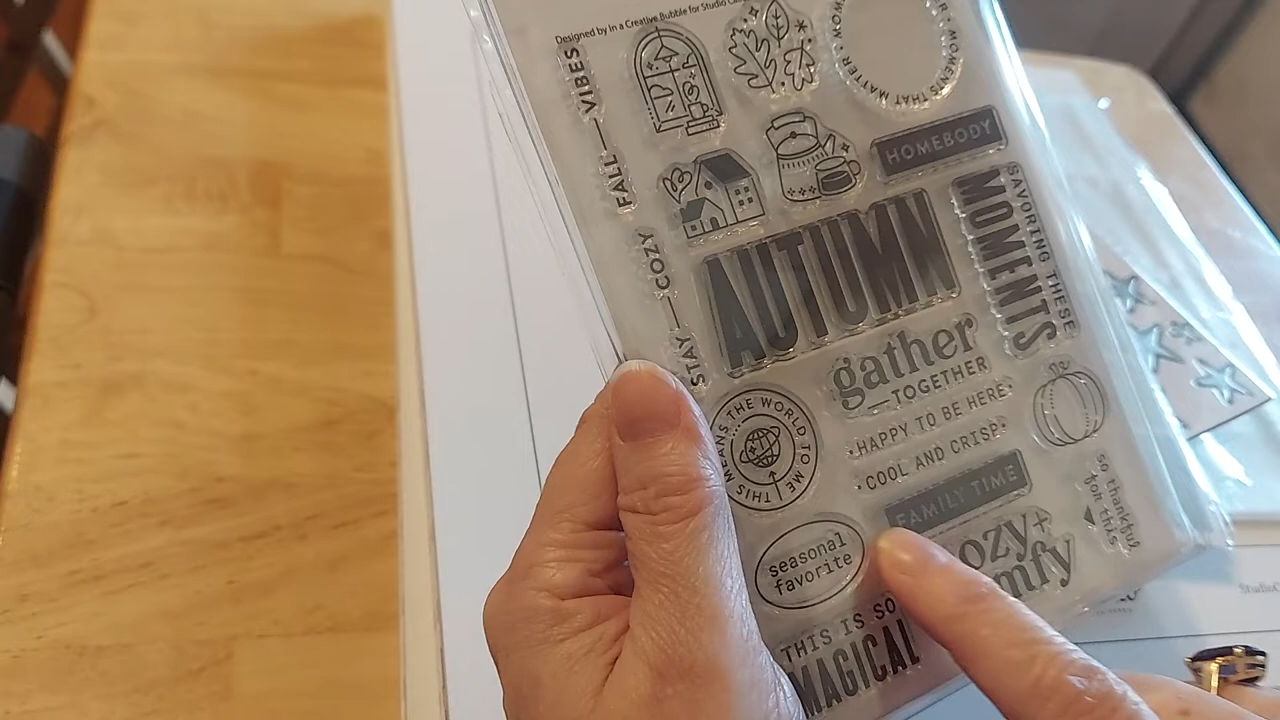 Designed by In a Creative Bubble for Studio
FALL — VIBES
MOMENTS THAT MATTER
HOMEBODY
STAY — COZY
AUTUMN
SAVORING THESE
MOMENTS
gather
— TOGETHER
• HAPPY TO BE HERE •
• COOL AND CRISP •
THIS MEANS THE WORLD TO ME
FAMILY TIME
so thankful
for this
seasonal
favorite
THIS IS SO
MAGICAL